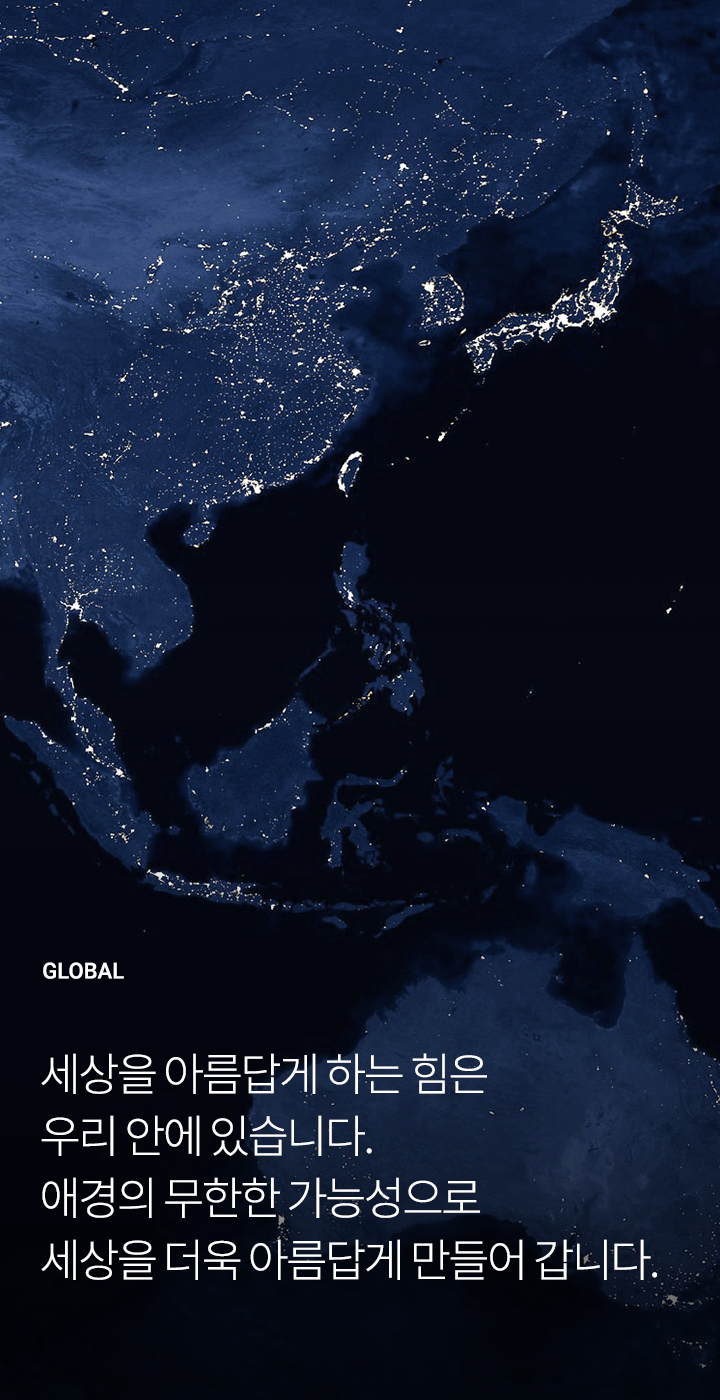 GLOBAL
세상을 아름답게 하는 힘은
우리 안에 있습니다.
애경의 무한한 가능성으로
세상을 더욱 아름답게 만들어 갑니다.